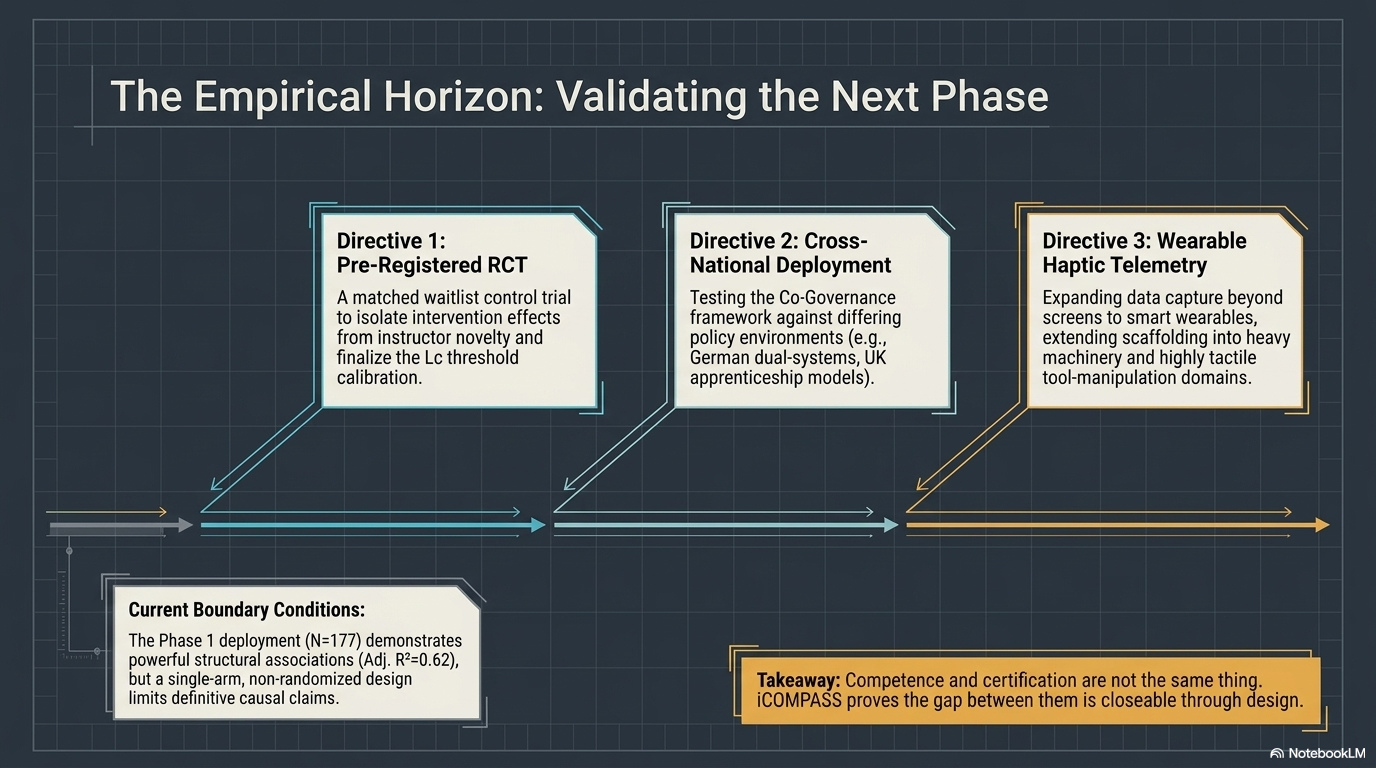 The Empirical Horizon: Validating the Next Phase
Directive 1:
Pre-Registered RCT
A matched waitlist control trial
to isolate intervention effects
from instructor novelty and
finalize the Lc threshold
calibration.
Directive 2: Cross-
National Deployment
Testing the Co-Governance
framework against differing
policy environments (e.g.,
German dual-systems, UK
apprenticeship models).
Directive 3: Wearable
Haptic Telemetry
Expanding data capture beyond
screens to smart wearables,
extending scaffolding into heavy
machinery and highly tactile
tool-manipulation domains.
Current Boundary Conditions:
The Phase 1 deployment (N=177) demonstrates
powerful structural associations (Adj. R²=0.62),
but a single-arm, non-randomized design
limits definitive causal claims.
Takeaway: Competence and certification are not the same thing.
iCOMPASS proves the gap between them is closeable through design.
NotebookLM